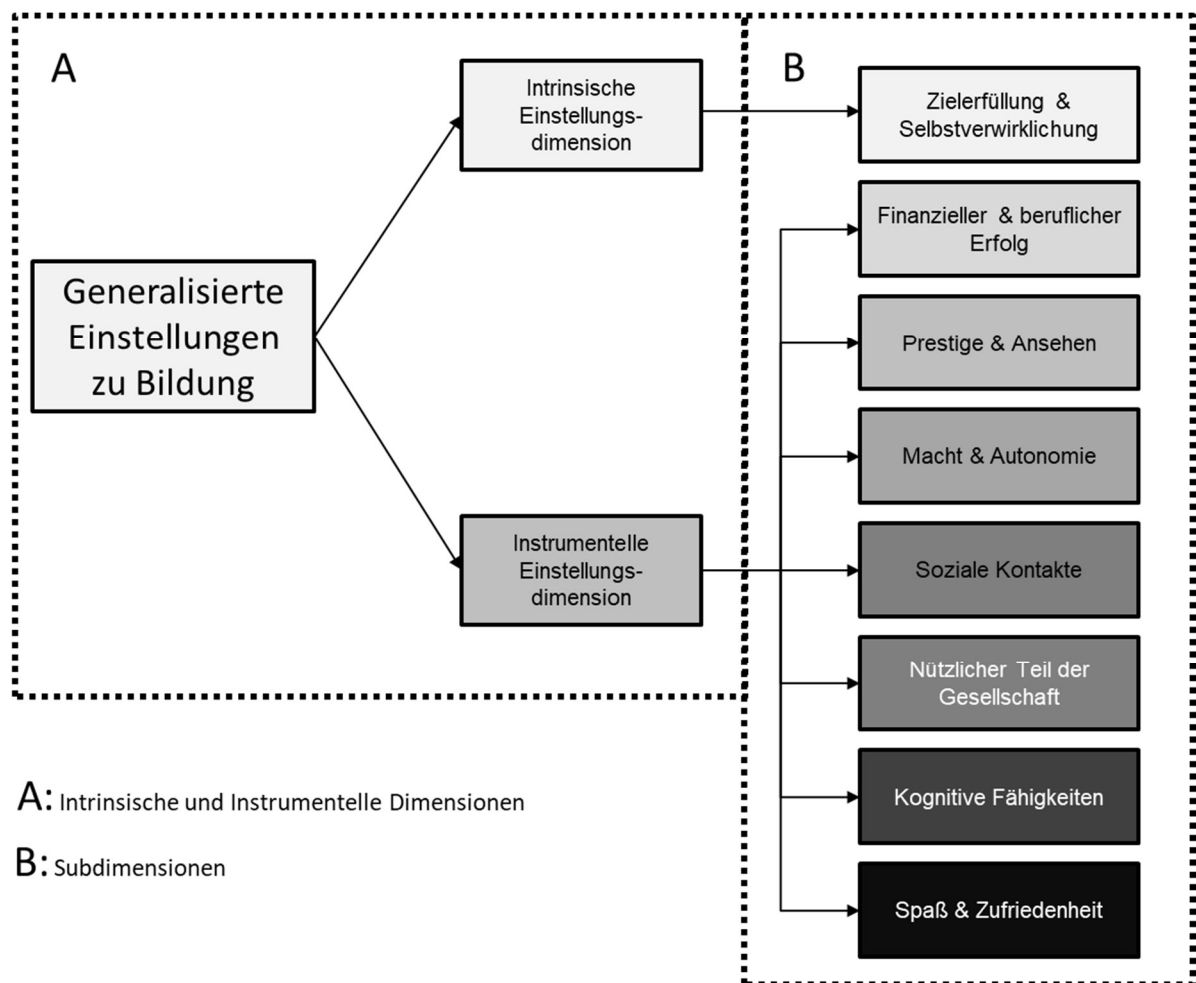 A
Generalisierte
Einstellungen
zu Bildung
Intrinsische
Einstellungs-
dimension
Instrumentelle
Einstellungs-
dimension
B
Zielerfüllung &
Selbstverwirklichung
Finanzieller & beruflicher
Erfolg
Prestige & Ansehen
Macht & Autonomie
Soziale Kontakte
Nützlicher Teil der
Gesellschaft
Kognitive Fähigkeiten
Spaß & Zufriedenheit
A: Intrinsische und Instrumentelle Dimensionen
B: Subdimensionen